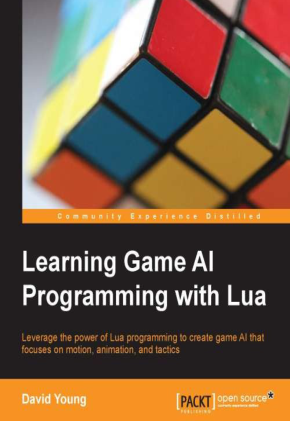 Community Experience Distilled
Learning Game AI
Programming with Lua
Leverage the power of Lua programming to create game AI that
focuses on motion, animation, and tactics
David Young
[PACKT] open source*
PUBLISHING